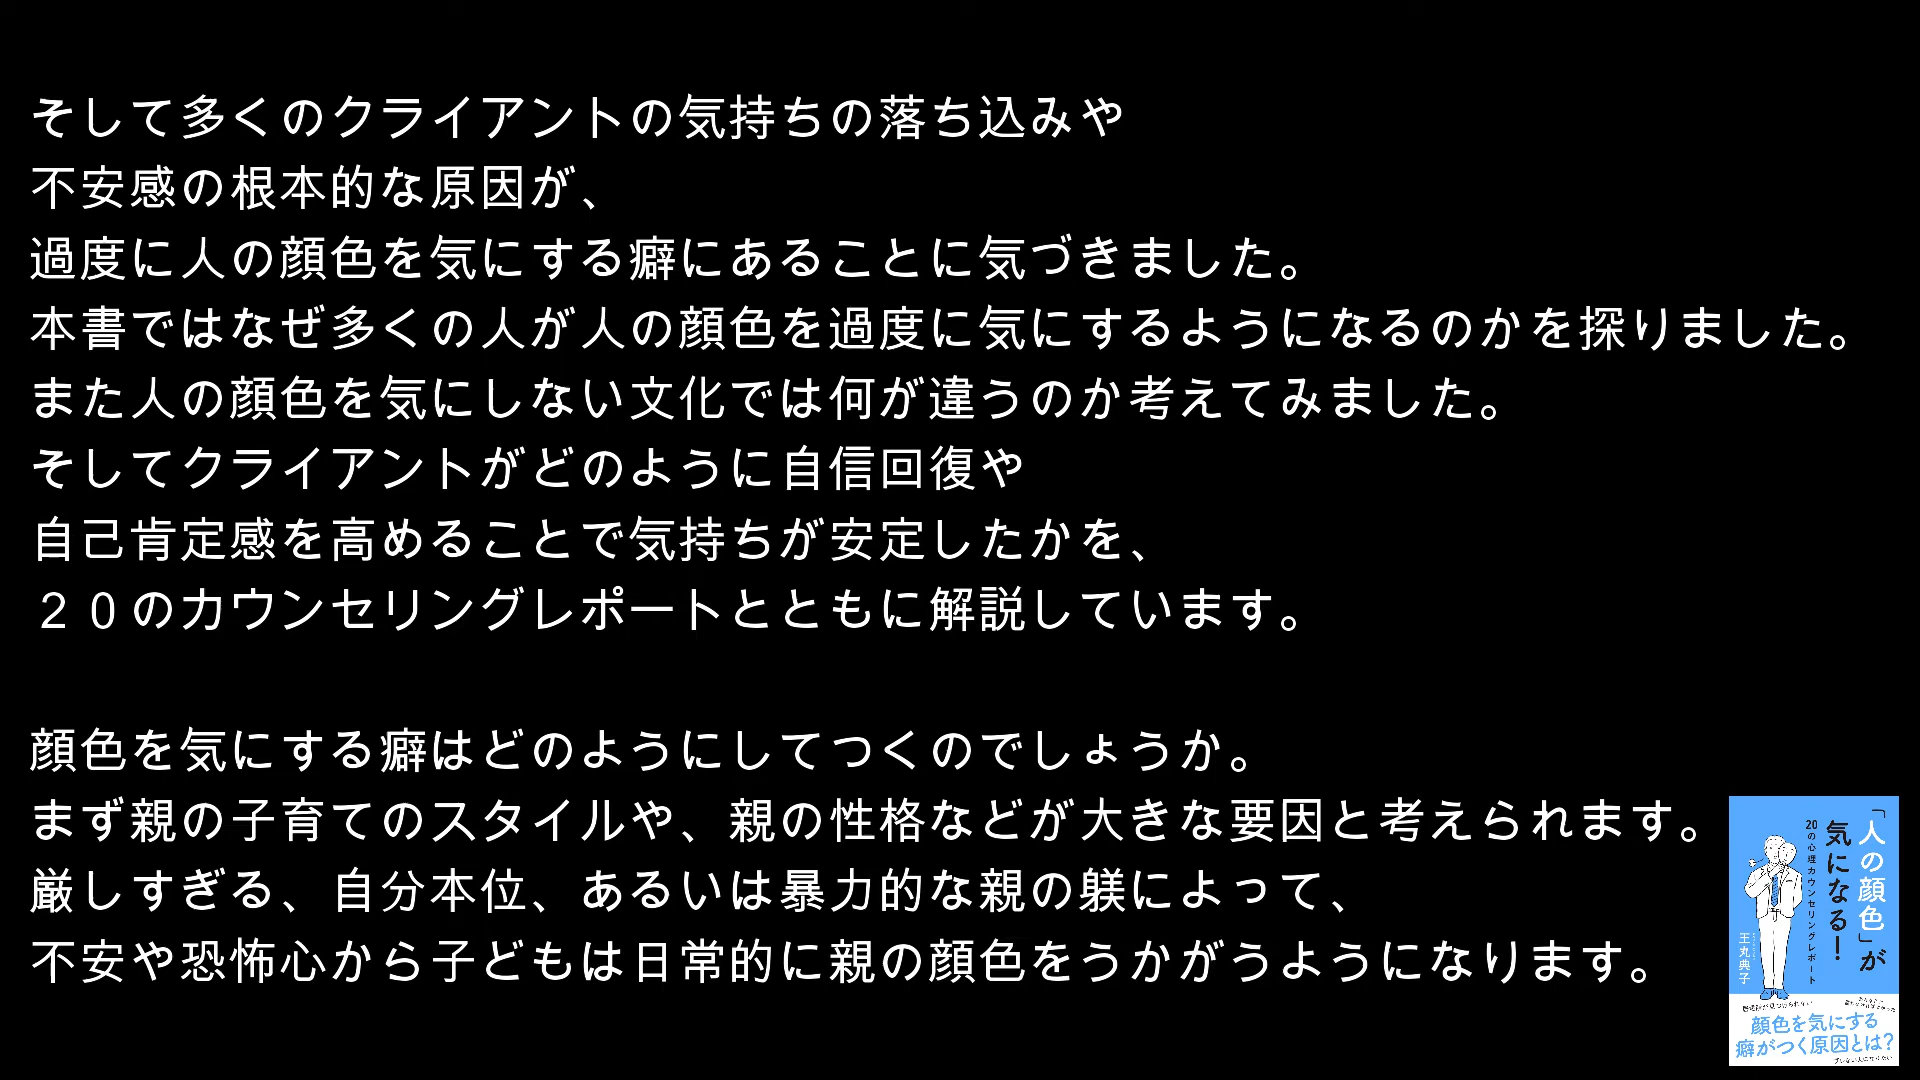 そして多くのクライアントの気持ちの落ち込みや
不安感の根本的な原因が、
過度に人の顔色を気にする癖にあることに気づきました。
本書ではなぜ多くの人が人の顔色を過度に気にするようになるのかを探りました。
また人の顔色を気にしない文化では何が違うのか考えてみました。
そしてクライアントがどのように自信回復や
自己肯定感を高めることで気持ちが安定したかを、
２０のカウンセリングレポートとともに解説しています。
顔色を気にする癖はどのようにしてつくのでしょうか。
まず親の子育てのスタイルや、親の性格などが大きな要因と考えられます。
厳しすぎる、自分本位、あるいは暴力的な親の躾によって、
不安や恐怖心から子どもは日常的に親の顔色をうかがうようになります。
「人の顔色」が
気になる！
20の心理カウンセリングレポート
王丸典子
顔色を気にする
癖がつく原因とは?